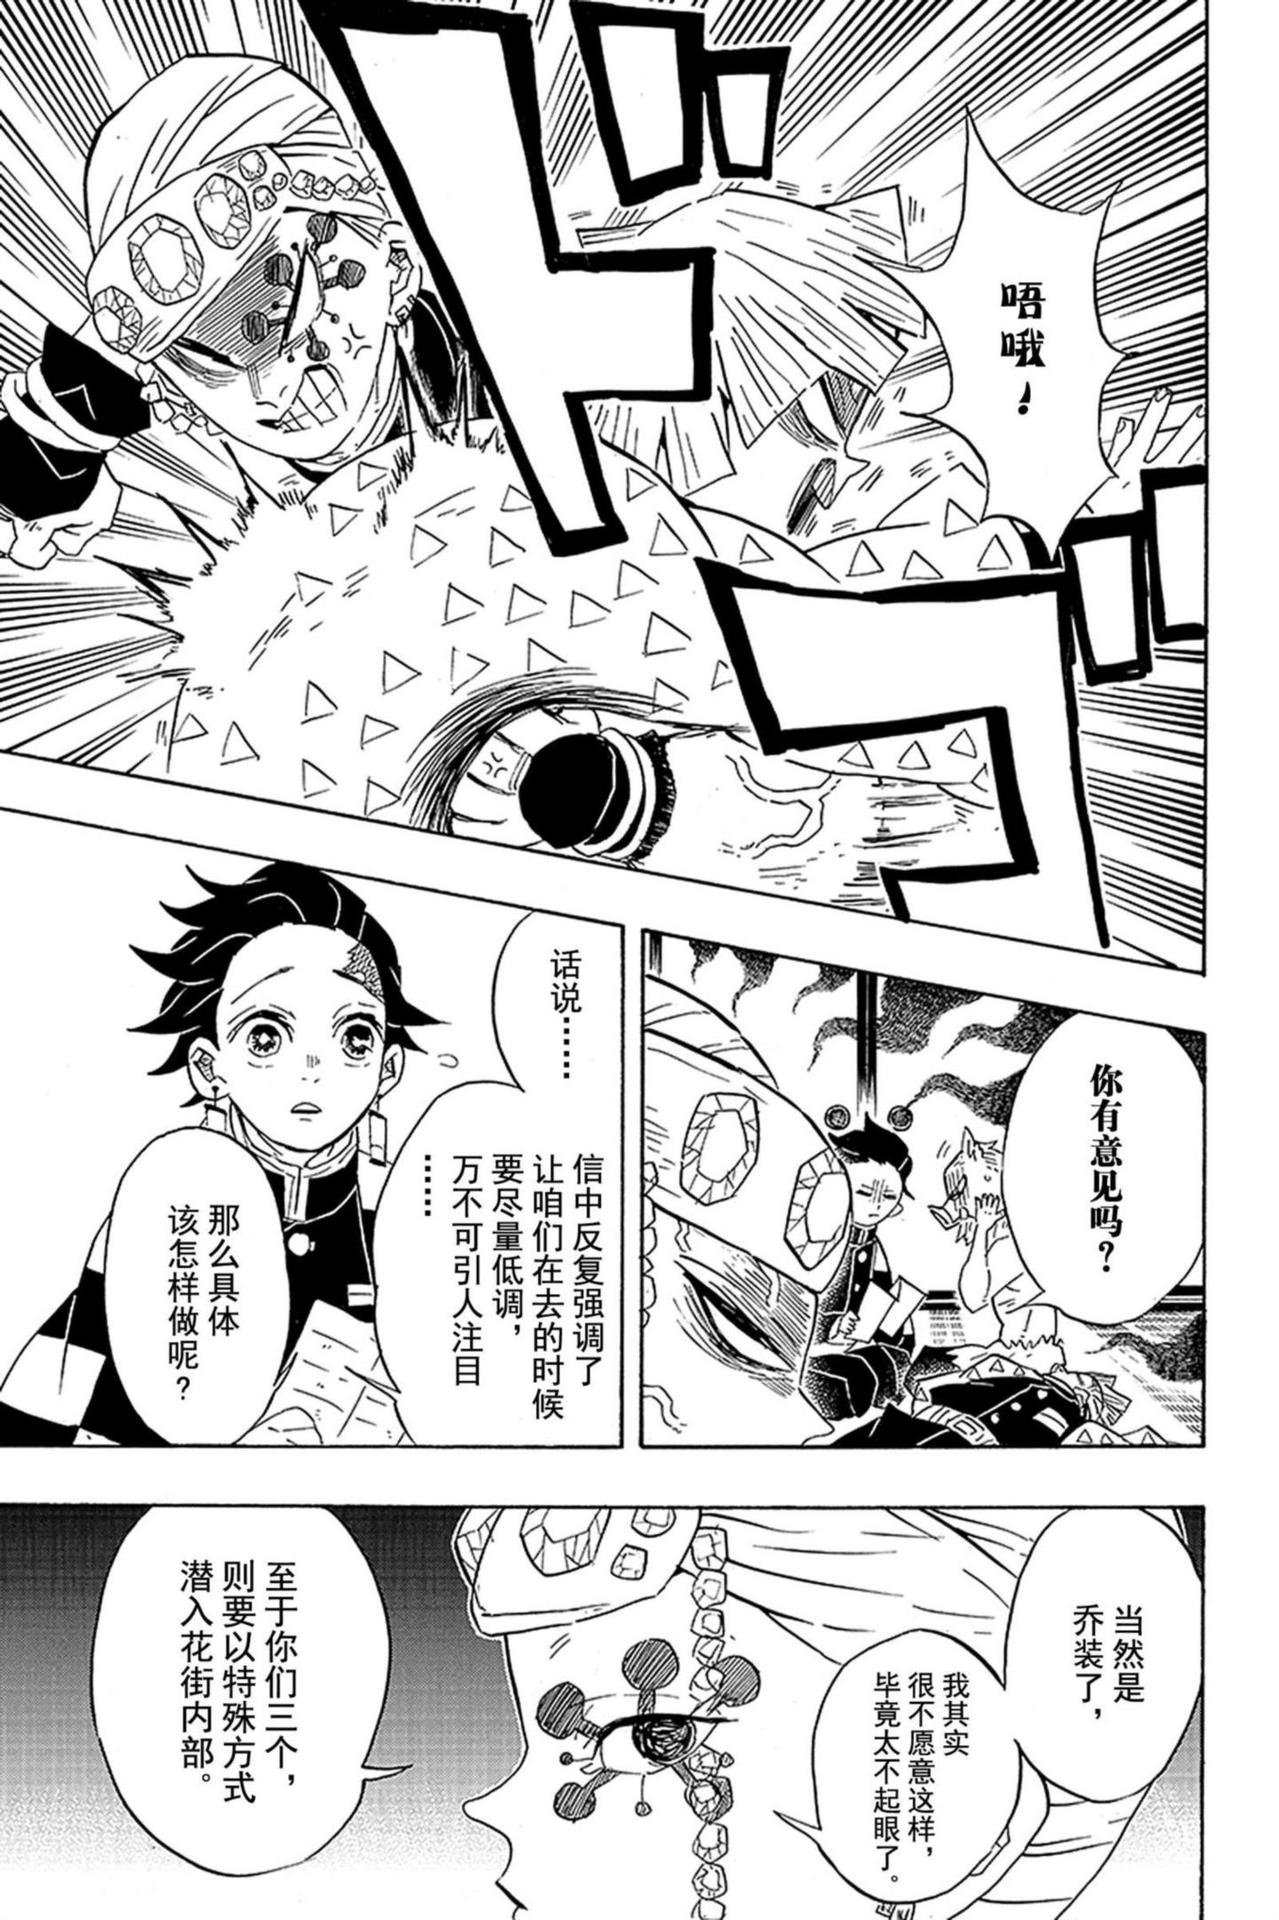 ドゴッ
唔哦！
你有意见吗？
话说……
信中反复强调了
让咱们在去的时候
要尽量低调，
万不可引人注目
……
那么具体
该怎样做呢？
当然是
乔装了，
我其实
很不愿意这样，
毕竟太不起眼了。
至于你们三个，
则要以特殊方式
潜入花街内部。